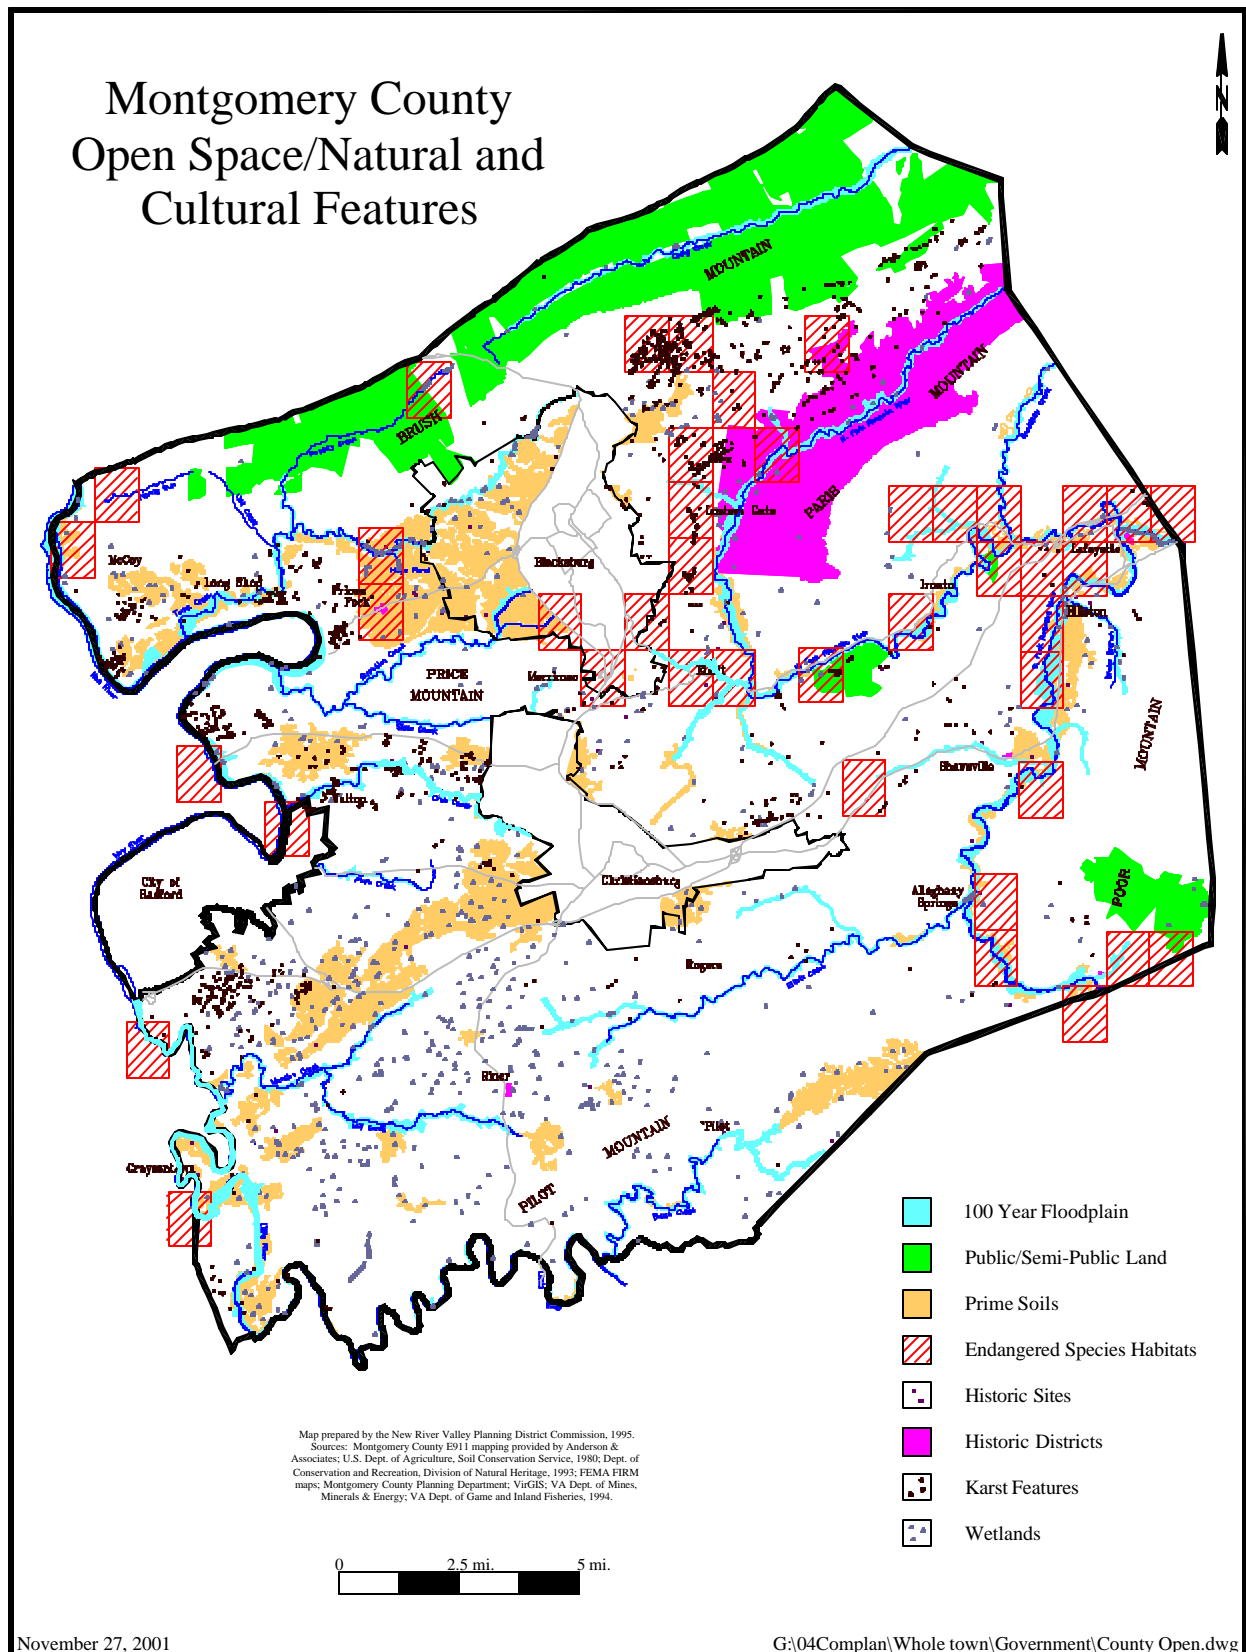 Montgomery County
Open Space/Natural and
Cultural Features
N
MOUNTAIN
MOUNTAIN
BRUSH
PARIS
McCoy
Long Shop
Prices
Fork
Blacksburg
Lusters Gate
Lafayette
Ironto
Elliston
PRICE
MOUNTAIN
Merrimac
MOUNTAIN
Shawsville
Walton
City of
Radford
Christiansburg
Alleghany
Springs
POOR
Rogers
Riner
MOUNTAIN
Pilot
PILOT
Graysontown
100 Year Floodplain
Public/Semi-Public Land
Prime Soils
Endangered Species Habitats
Historic Sites
Historic Districts
Karst Features
Wetlands
Map prepared by the New River Valley Planning District Commission, 1995.
Sources: Montgomery County E911 mapping provided by Anderson &
Associates; U.S. Dept. of Agriculture, Soil Conservation Service, 1980; Dept. of
Conservation and Recreation, Division of Natural Heritage, 1993; FEMA FIRM
maps; Montgomery County Planning Department; VirGIS; VA Dept. of Mines,
Minerals & Energy; VA Dept. of Game and Inland Fisheries, 1994.
0 2.5 mi. 5 mi.
November 27, 2001
G:\04Complan\Whole town\Government\County Open.dwg